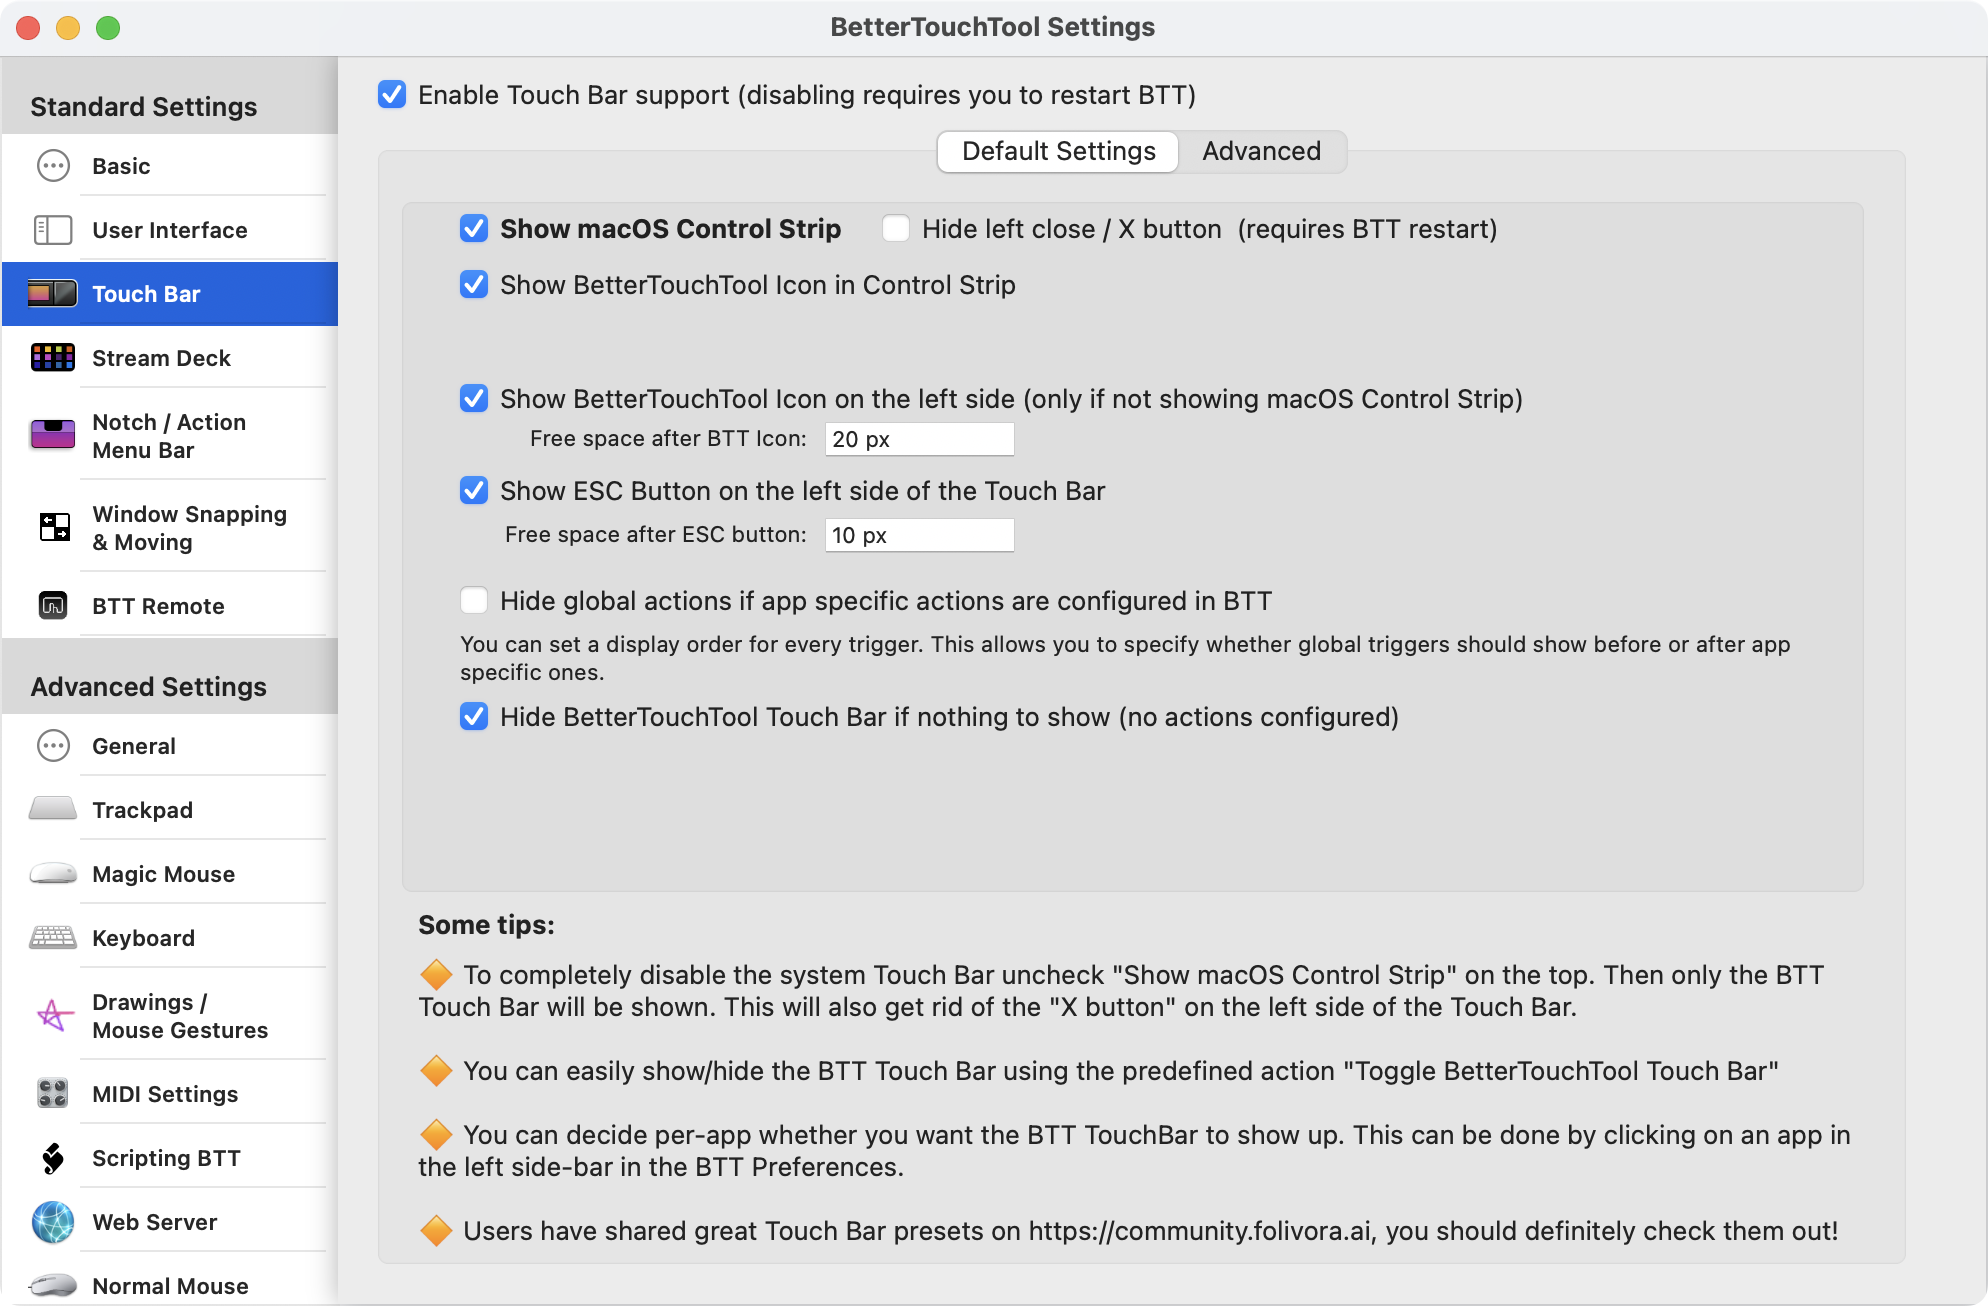 BetterTouchTool Settings
Standard Settings
Basic
User Interface
Touch Bar
Stream Deck
Notch / Action
Menu Bar
Window Snapping
& Moving
BTT Remote
Advanced Settings
General
Trackpad
Magic Mouse
Keyboard
Drawings /
Mouse Gestures
MIDI Settings
Scripting BTT
Web Server
Normal Mouse
Enable Touch Bar support (disabling requires you to restart BTT)
Default Settings Advanced
Show macOS Control Strip Hide left close / X button (requires BTT restart)
Show BetterTouchTool Icon in Control Strip
Show BetterTouchTool Icon on the left side (only if not showing macOS Control Strip)
Free space after BTT Icon: 20 px
Show ESC Button on the left side of the Touch Bar
Free space after ESC button: 10 px
Hide global actions if app specific actions are configured in BTT
You can set a display order for every trigger. This allows you to specify whether global triggers should show before or after app
specific ones.
Hide BetterTouchTool Touch Bar if nothing to show (no actions configured)
Some tips:
🔶 To completely disable the system Touch Bar uncheck "Show macOS Control Strip" on the top. Then only the BTT
Touch Bar will be shown. This will also get rid of the "X button" on the left side of the Touch Bar.
🔶 You can easily show/hide the BTT Touch Bar using the predefined action "Toggle BetterTouchTool Touch Bar"
🔶 You can decide per-app whether you want the BTT TouchBar to show up. This can be done by clicking on an app in
the left side-bar in the BTT Preferences.
🔶 Users have shared great Touch Bar presets on https://community.folivora.ai, you should definitely check them out!